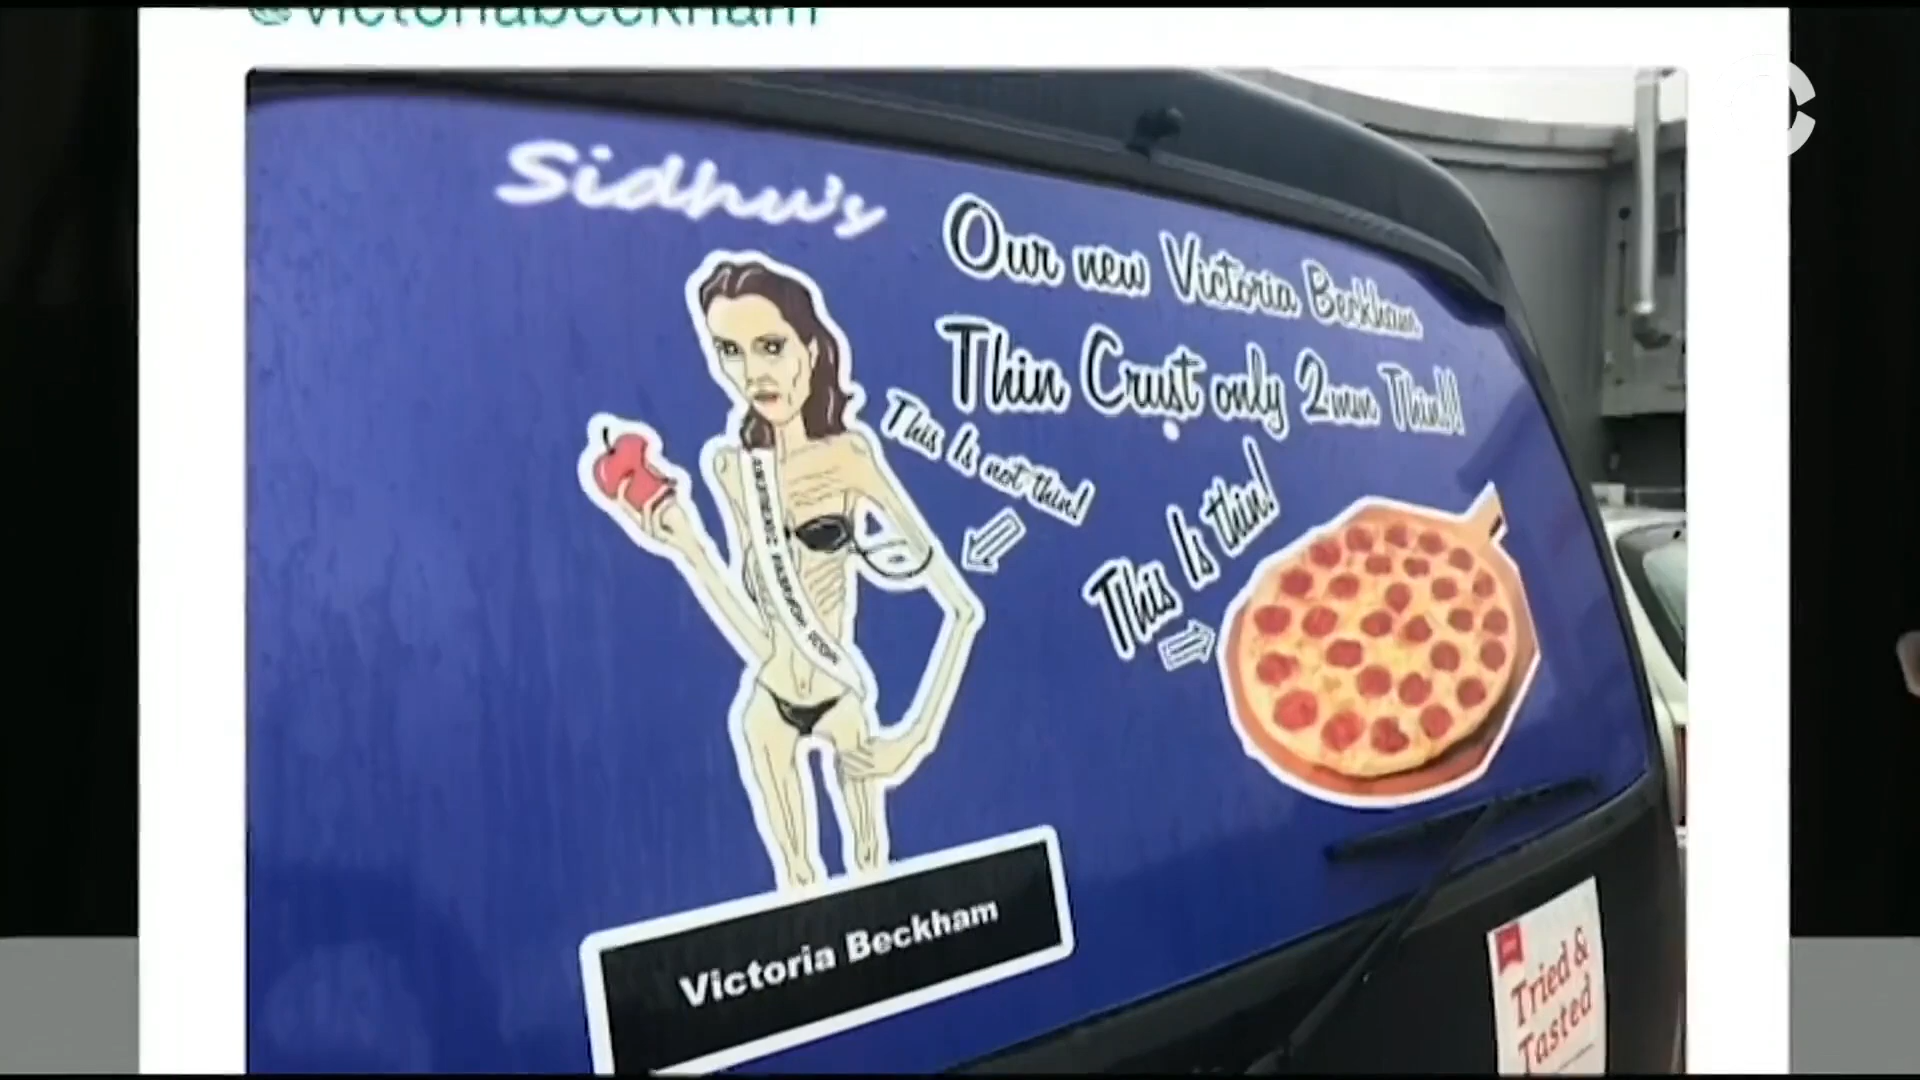 @victoriabeckham
Sidhu's
Our new Victoria Beckham
Thin Crust only 2mm Thin!!
This Is not thin!
This Is thin!
Victoria Beckham
Tried &
Tasted